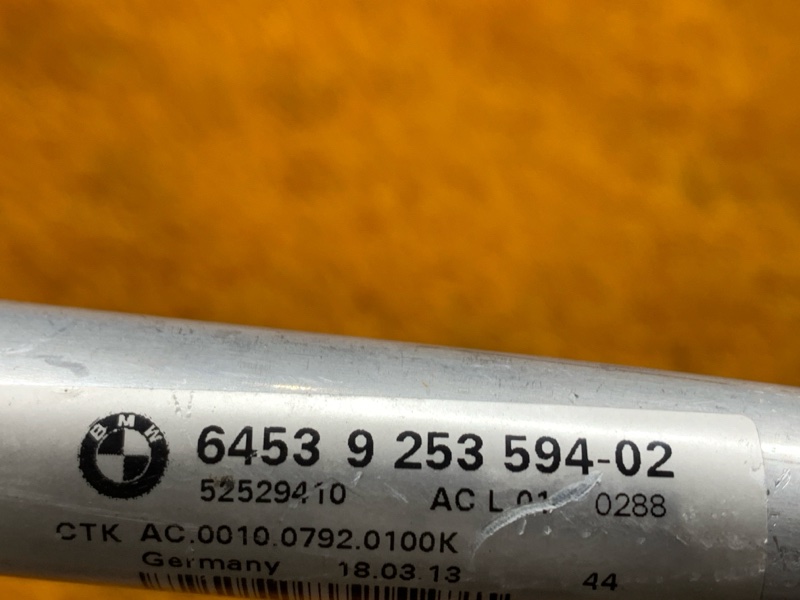 BMW
6453 9 253 594-02
52529410 AC L 0288
CTK AC.0010.0792.0100K
Germany 18.03.13 44